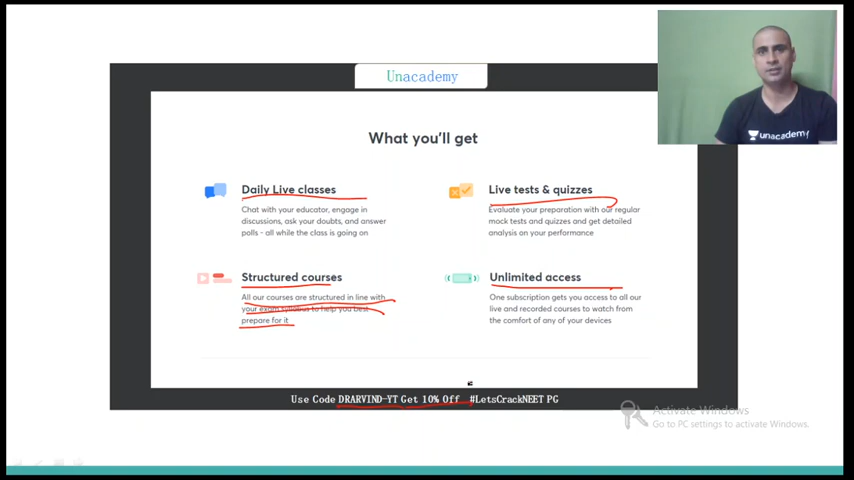 Unacademy
unacademy
What you'll get
Daily Live classes
Chat with your educator, engage in
discussions, ask your doubts, and answer
polls - all while the class is going on
Live tests & quizzes
Evaluate your preparation with our regular
mock tests and quizzes and get detailed
analysis on your performance
Structured courses
All our courses are structured in line with
your exam syllabus to help you best
prepare for it
Unlimited access
One subscription gets you access to all our
live and recorded courses to watch from
the comfort of any of your devices
Use Code DRARVIND-YT Get 10% Off #LetsCrackNEET PG
Activate Windows
Go to PC settings to activate Windows.